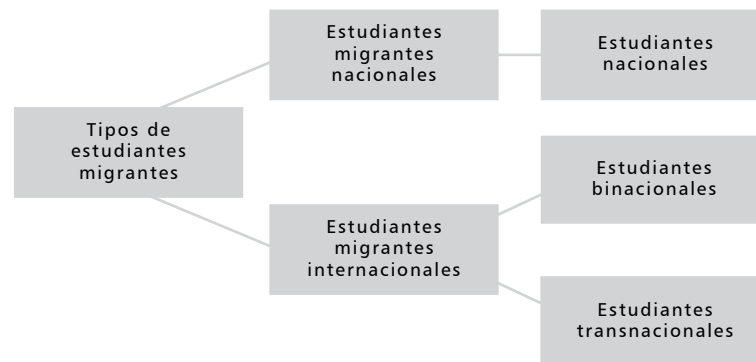 Tipos de
estudiantes
migrantes
Estudiantes
migrantes
nacionales
Estudiantes
nacionales
Estudiantes
migrantes
internacionales
Estudiantes
binacionales
Estudiantes
transnacionales